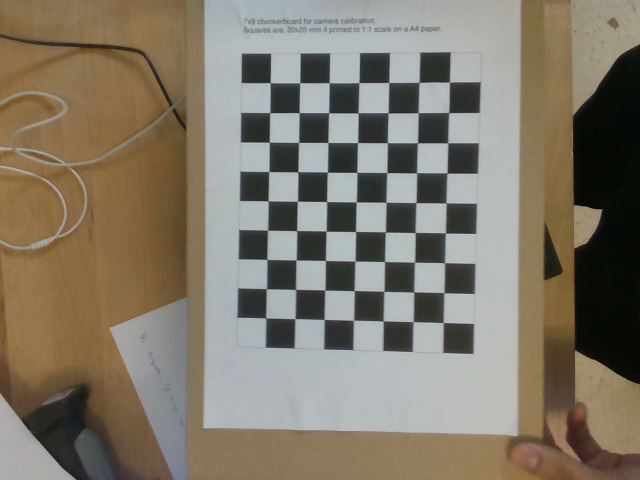 7x9 checkerboard for camera calibration.
Squares are: 20x20 mm if printed to 1:1 scale on a A4 paper.